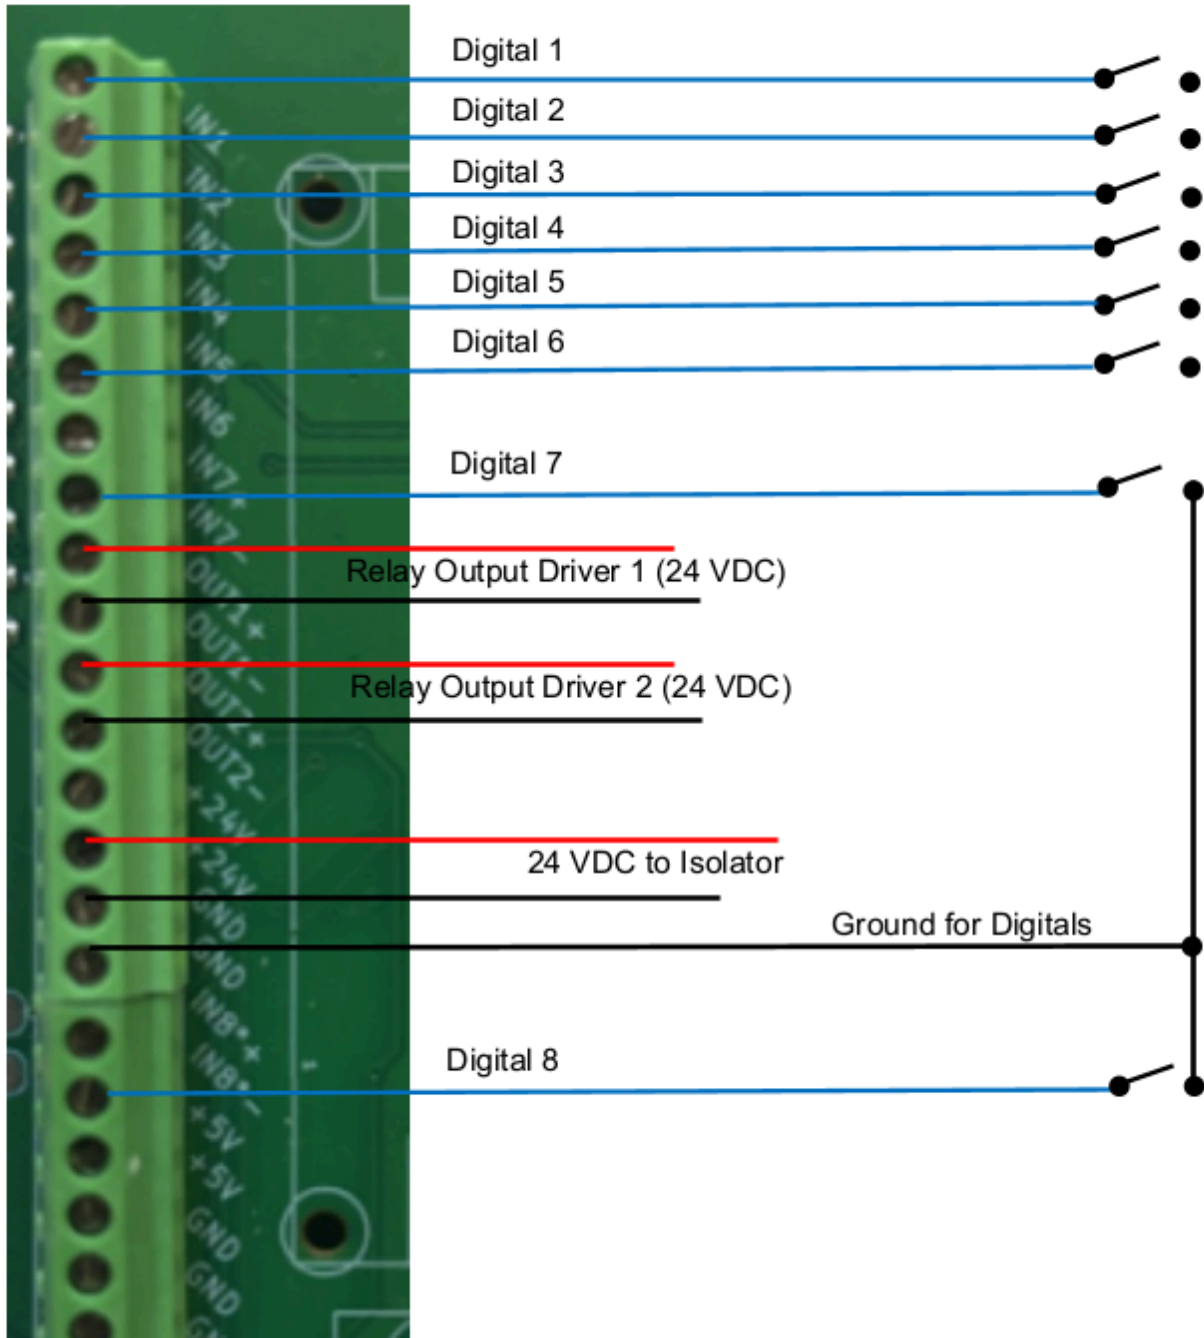 Digital 1
IN1
Digital 2
IN2
Digital 3
IN3
Digital 4
IN4
Digital 5
IN5
Digital 6
IN6
Digital 7
IN7+
IN7-
Relay Output Driver 1 (24 VDC)
OUT1+
OUT1-
Relay Output Driver 2 (24 VDC)
OUT2+
OUT2-
+24V
+24V
24 VDC to Isolator
GND
Ground for Digitals
GND
IN8*+
Digital 8
IN8*-
+5V
+5V
GND
GND